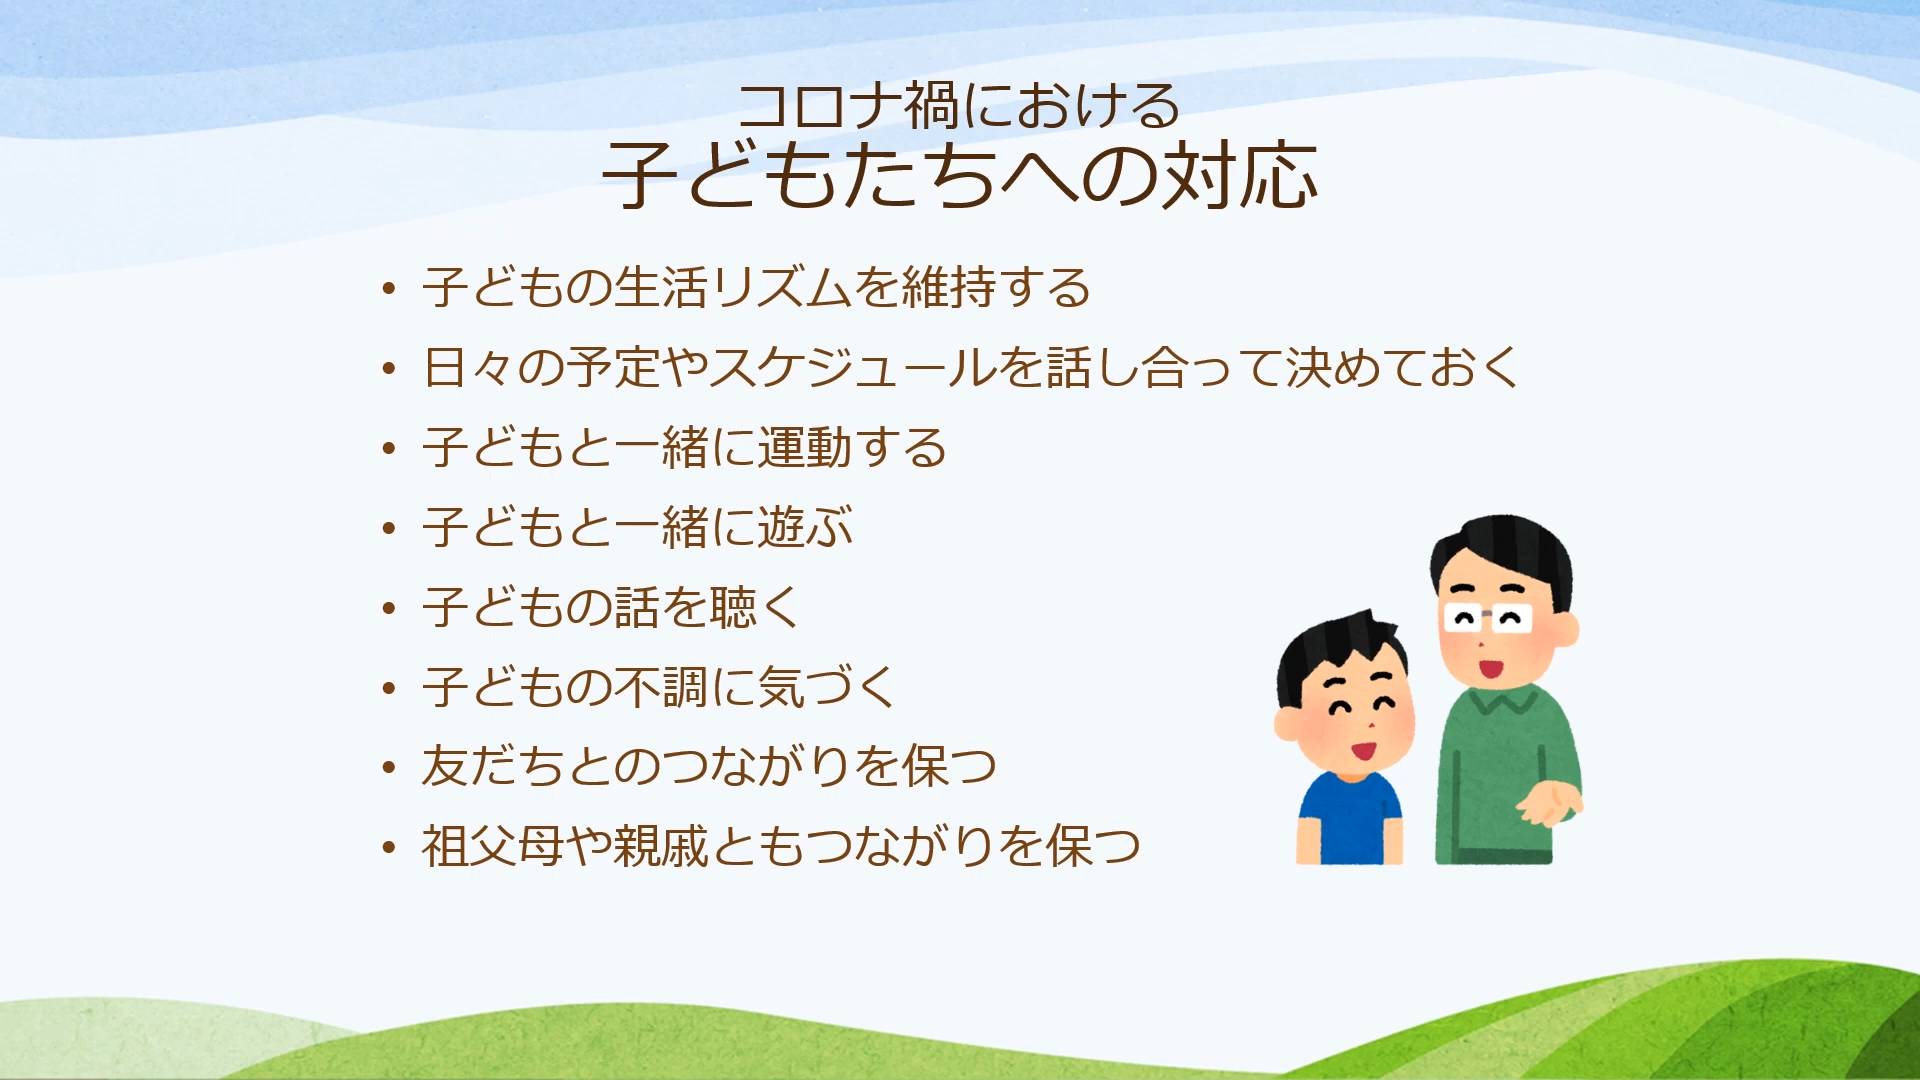 コロナ禍における
子どもたちへの対応
• 子どもの生活リズムを維持する
• 日々の予定やスケジュールを話し合って決めておく
• 子どもと一緒に運動する
• 子どもと一緒に遊ぶ
• 子どもの話を聴く
• 子どもの不調に気づく
• 友だちとのつながりを保つ
• 祖父母や親戚ともつながりを保つ